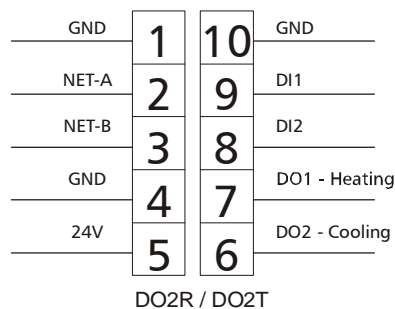 GND 1 10 GND
NET-A 2 9 DI1
NET-B 3 8 DI2
GND 4 7 DO1 - Heating
24V 5 6 DO2 - Cooling
DO2R / DO2T